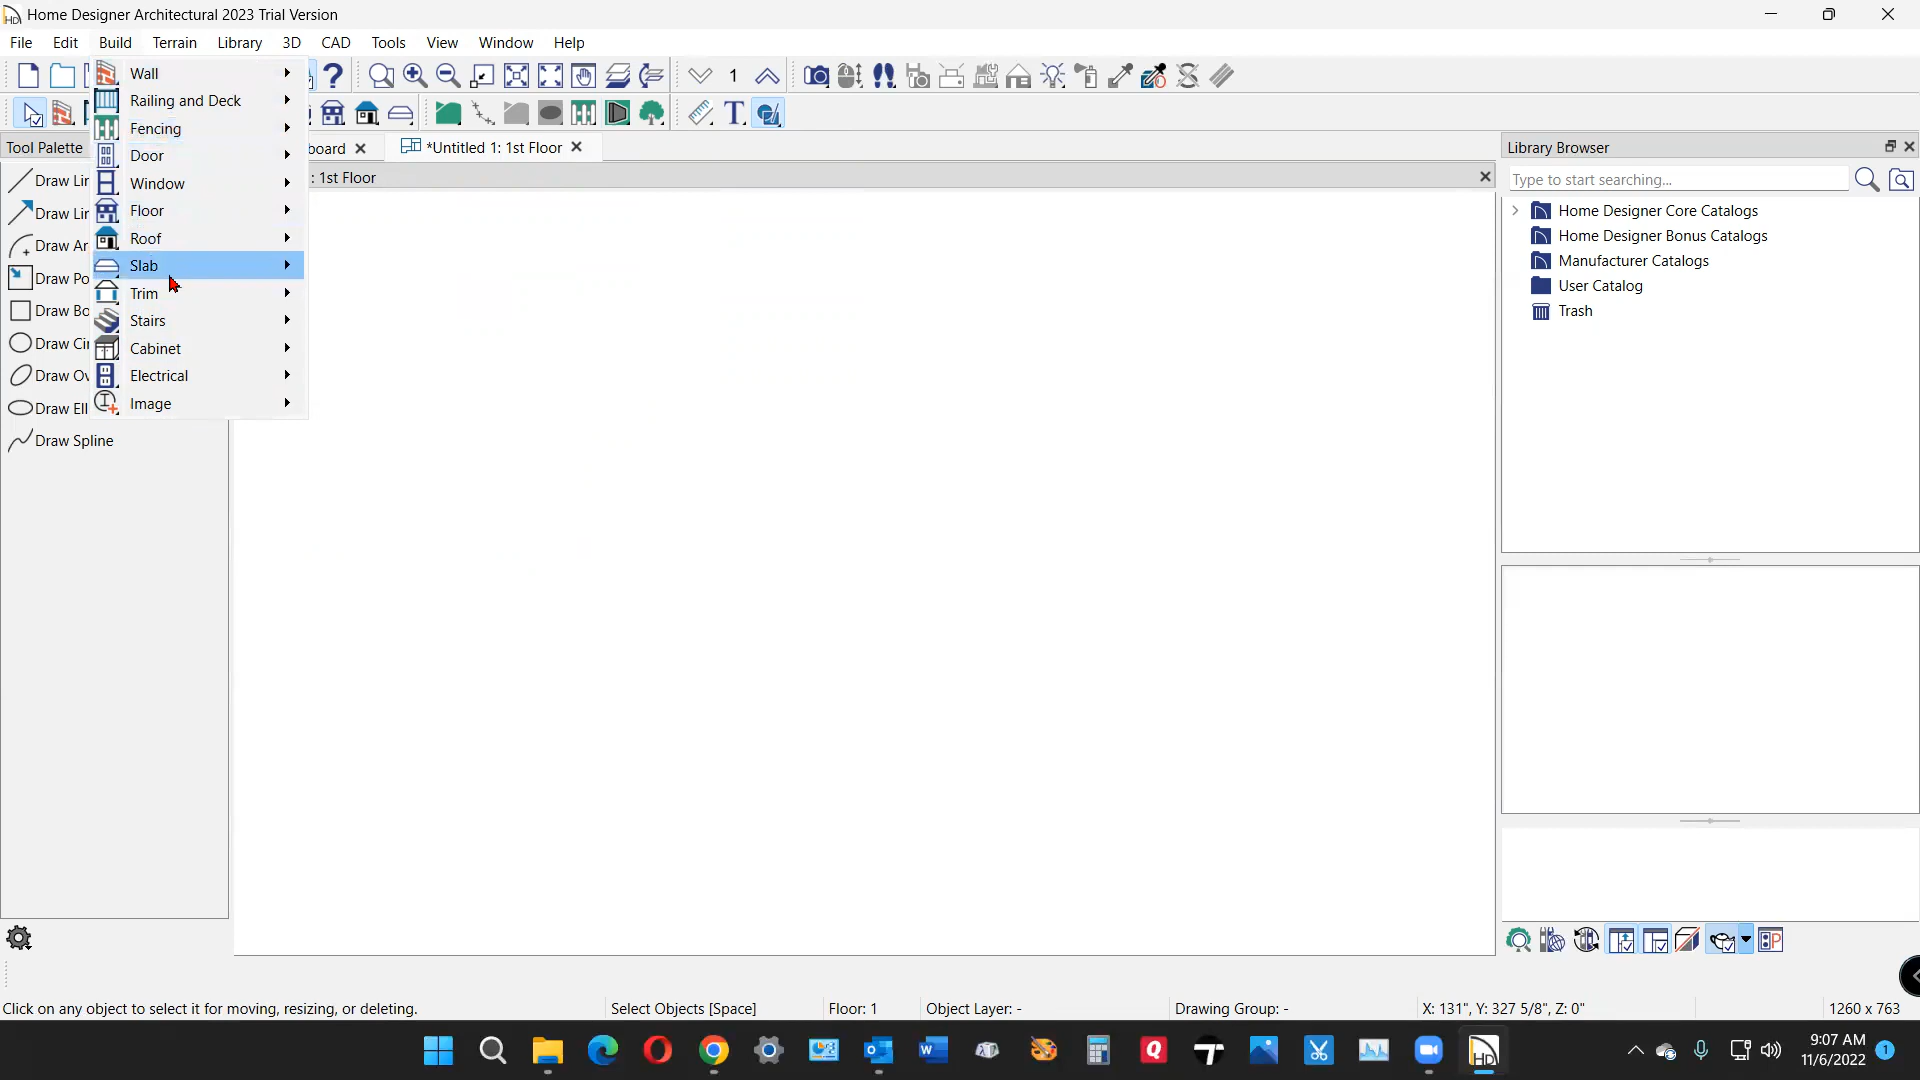 Home Designer Architectural 2023 Trial Version
File Edit Build Terrain Library 3D CAD Tools View Window Help
1
Tool Palette
board
*Untitled 1: 1st Floor
: 1st Floor
Wall
Railing and Deck
Fencing
Door
Window
Floor
Roof
Slab
Trim
Stairs
Cabinet
Electrical
Image
Draw Lin
Draw Lin
Draw Ar
Draw Po
Draw Bo
Draw Cir
Draw Ov
Draw Ell
Draw Spline
Library Browser
Type to start searching...
Home Designer Core Catalogs
Home Designer Bonus Catalogs
Manufacturer Catalogs
User Catalog
Trash
Click on any object to select it for moving, resizing, or deleting.
Select Objects [Space]
Floor: 1
Object Layer: -
Drawing Group: -
X: 131", Y: 327 5/8", Z: 0"
1260 x 763
9:07 AM
11/6/2022
1